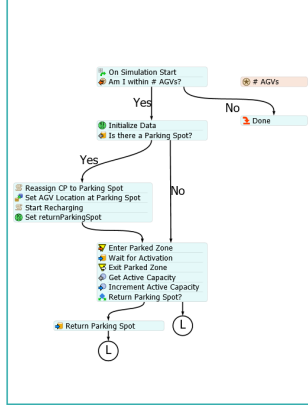 On Simulation Start
Am I within # AGVs?
# AGVs
Yes
No
Initialize Data
Is there a Parking Spot?
Done
Yes
No
Reassign CP to Parking Spot
Set AGV Location at Parking Spot
Start Recharging
Set returnParkingSpot
Enter Parked Zone
Wait for Activation
Exit Parked Zone
Get Active Capacity
Increment Active Capacity
Return Parking Spot?
Return Parking Spot
L
L